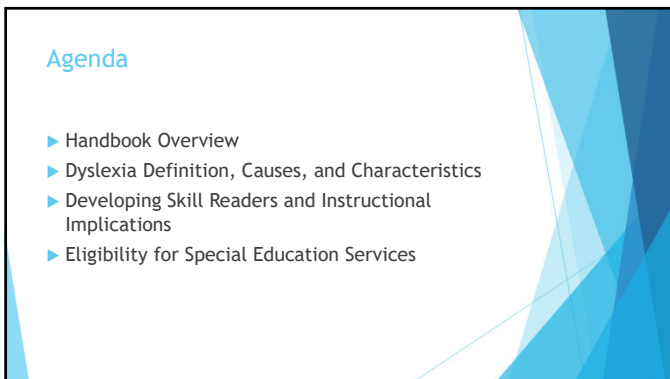 Agenda
Handbook Overview
Dyslexia Definition, Causes, and Characteristics
Developing Skill Readers and Instructional
Implications
Eligibility for Special Education Services